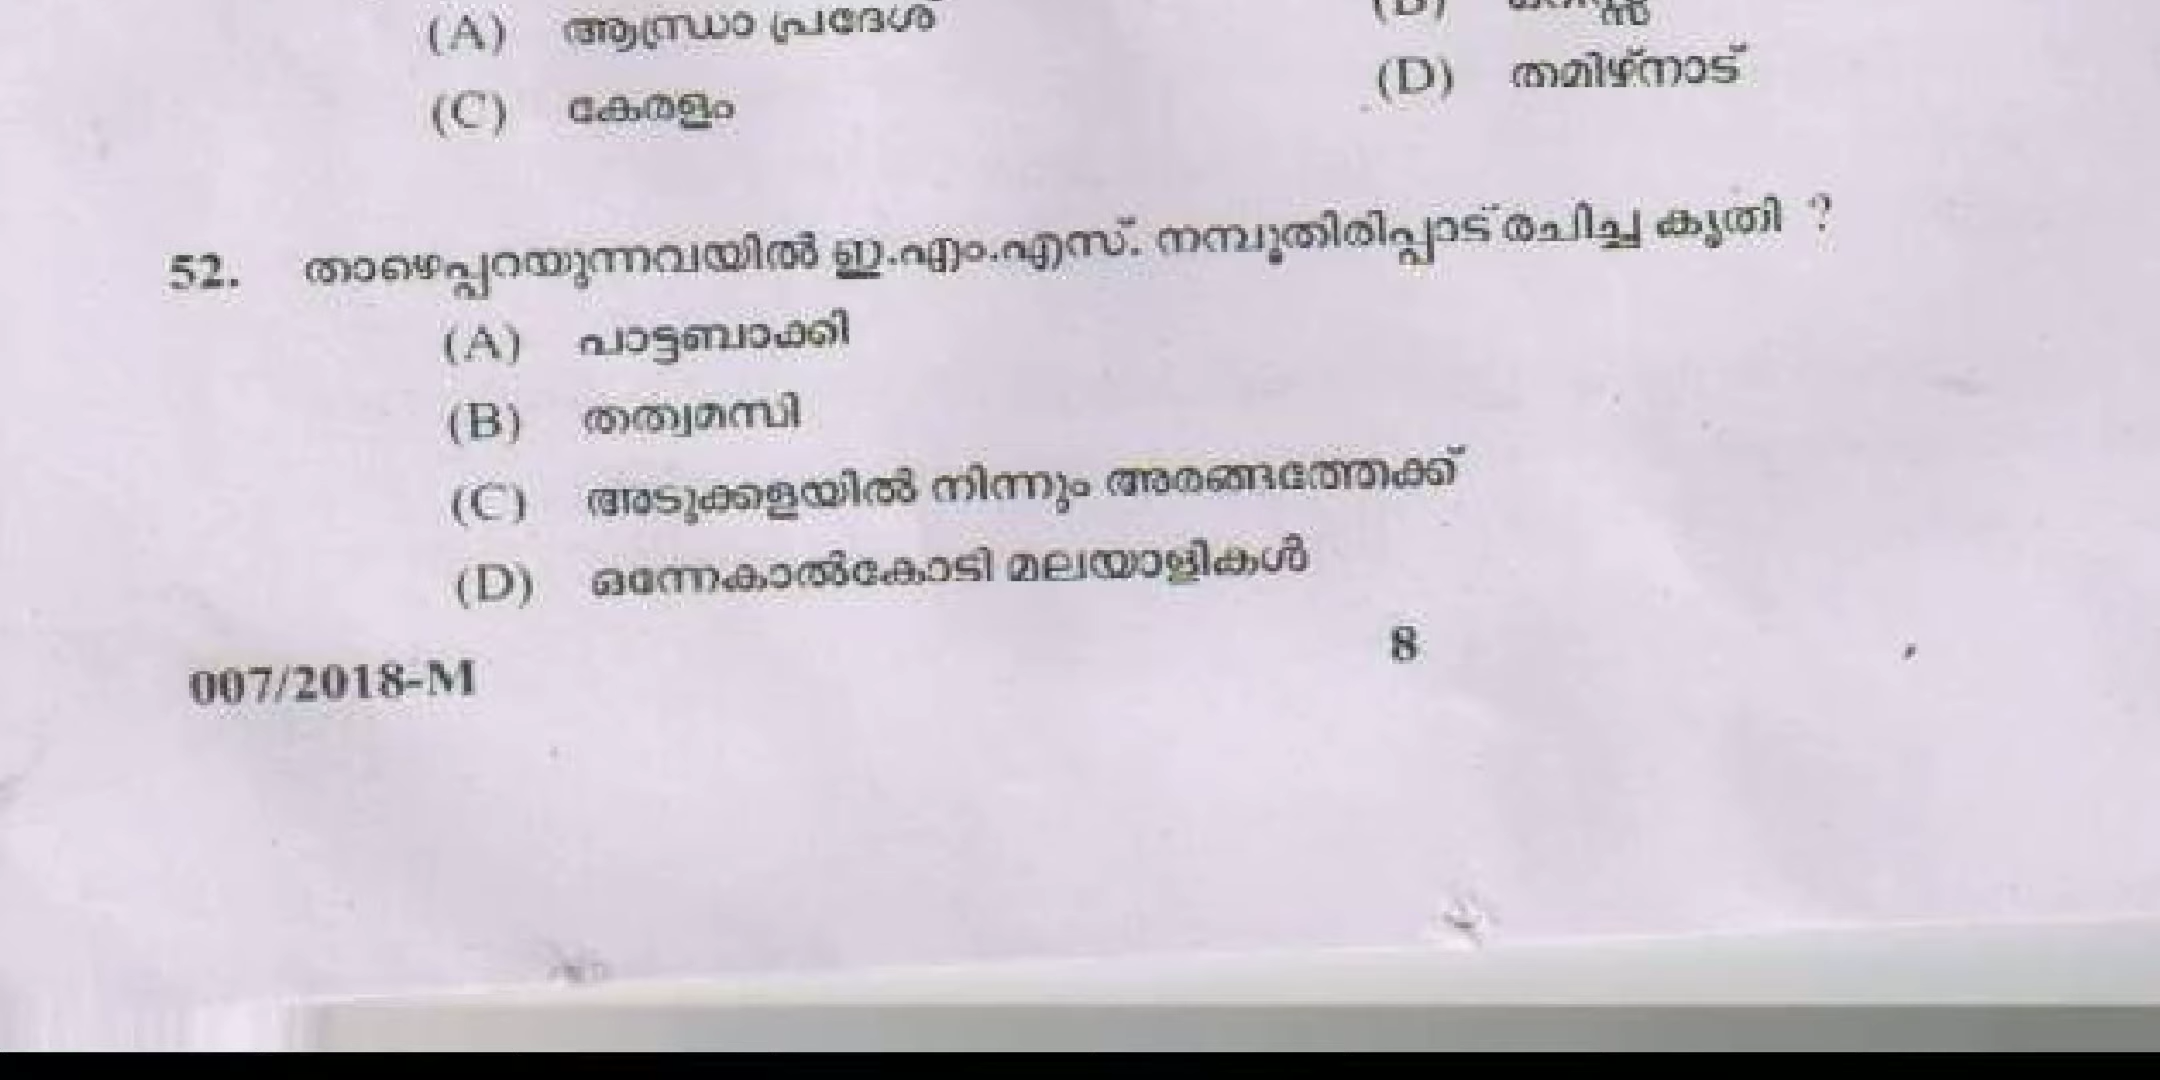 (A) ആന്ധ്രാ പ്രദേശ്
(C) കേരളം
(D) തമിഴ്നാട്
52. താഴെപ്പറയുന്നവയിൽ ഇ.എം.എസ്. നമ്പൂതിരിപ്പാട് രചിച്ച കൃതി ?
(A) പാട്ടബാക്കി
(B) തത്വമസി
(C) അടുക്കളയിൽ നിന്നും അരങ്ങത്തേക്ക്
(D) ഒന്നേകാൽകോടി മലയാളികൾ
8
007/2018-M